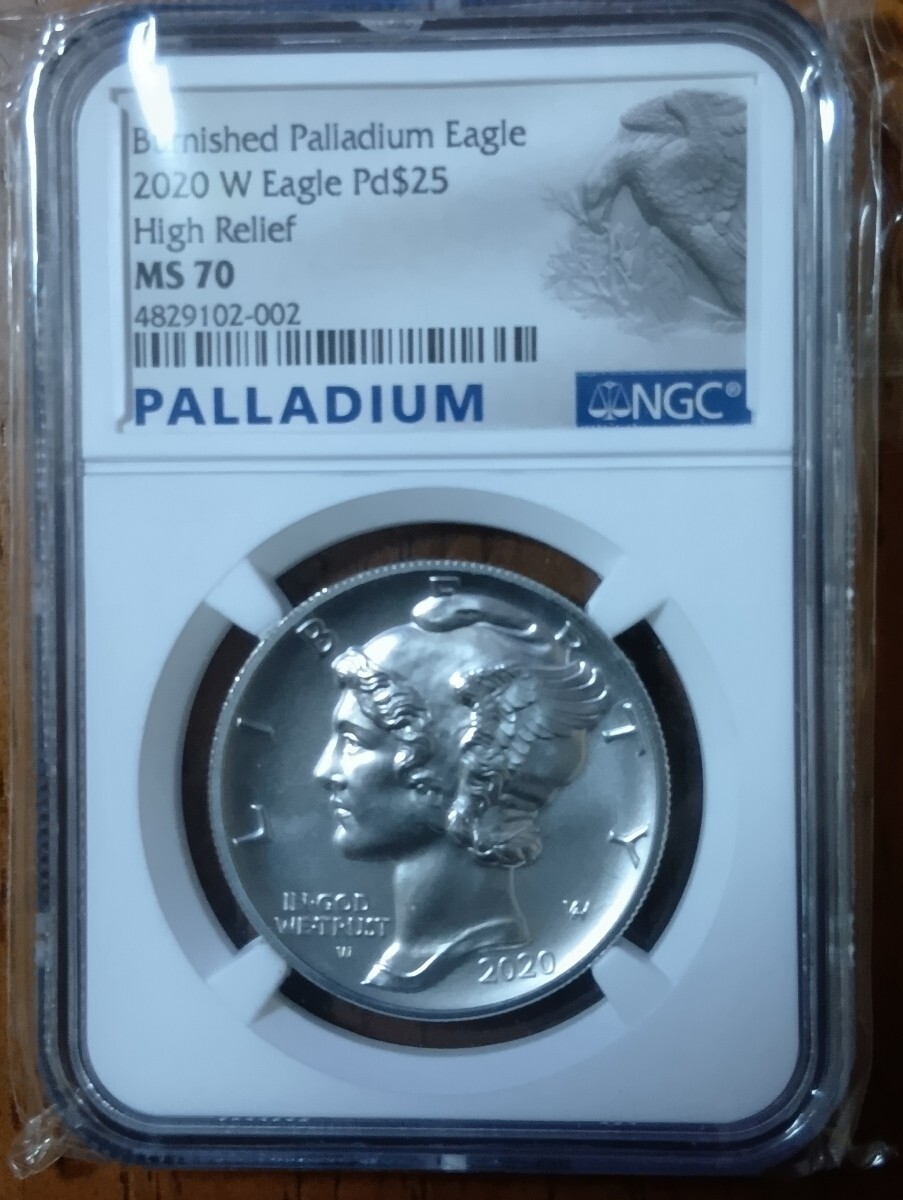 Burnished Palladium Eagle
2020 W Eagle Pd$25
High Relief
MS 70
4829102-002
PALLADIUM
NGC®
LIBERTY
IN·GOD
WE·TRUST
W
2020